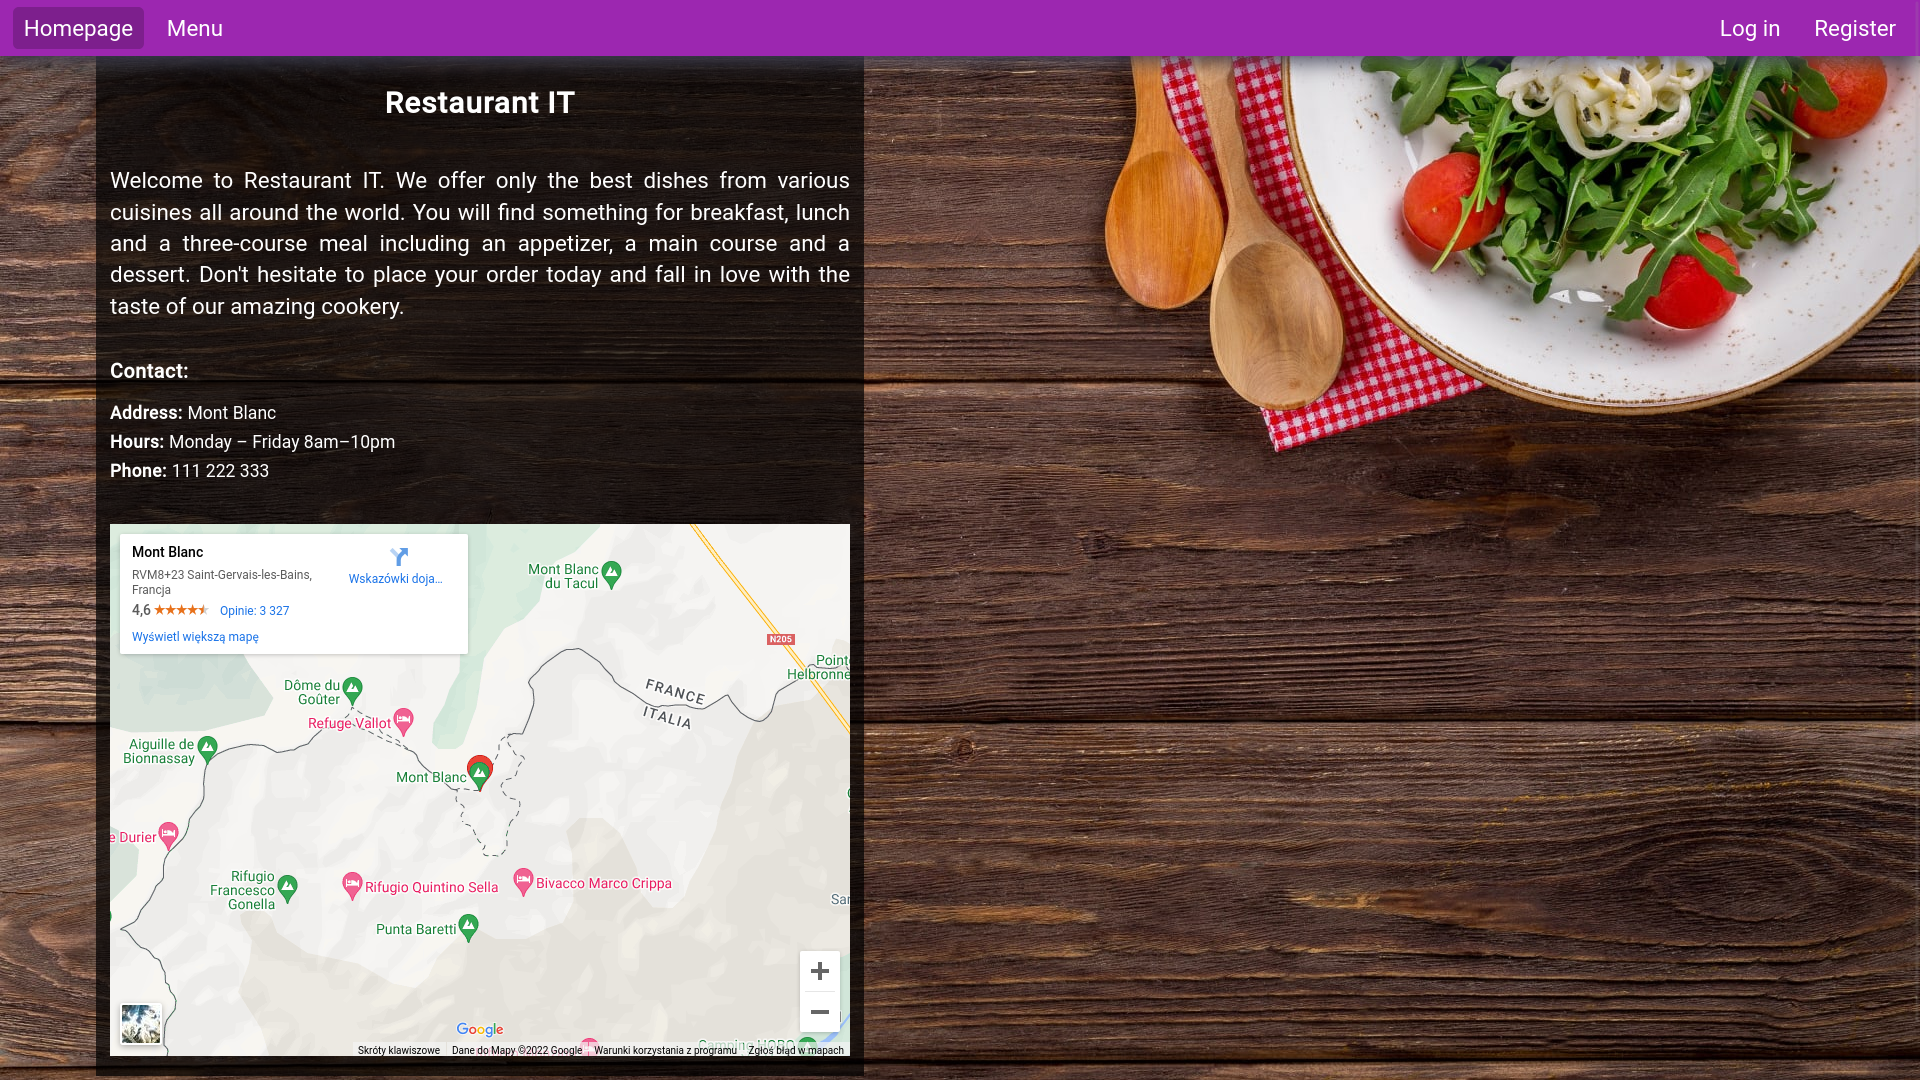 Homepage Menu Log in Register
Restaurant IT
Welcome to Restaurant IT. We offer only the best dishes from various
cuisines all around the world. You will find something for breakfast, lunch
and a three-course meal including an appetizer, a main course and a
dessert. Don't hesitate to place your order today and fall in love with the
taste of our amazing cookery.
Contact:
Address: Mont Blanc
Hours: Monday – Friday 8am–10pm
Phone: 111 222 333
Mont Blanc
RVM8+23 Saint-Gervais-les-Bains,
Francja
4,6 Opinie: 3 327
Wyświetl większą mapę
Wskazówki doja...
Mont Blanc
du Tacul
N205
Helbronne
Dôme du
Goûter
FRANCE
ITALIA
Refuge Vallot
Aiguille de
Bionnassay
Mont Blanc
e Durier
Rifugio
Francesco
Gonella
Rifugio Quintino Sella
Bivacco Marco Crippa
Punta Baretti
Google
Skróty klawiszowe Dane do Mapy ©2022 Google Warunki korzystania z programu Zgłoś błąd w mapach